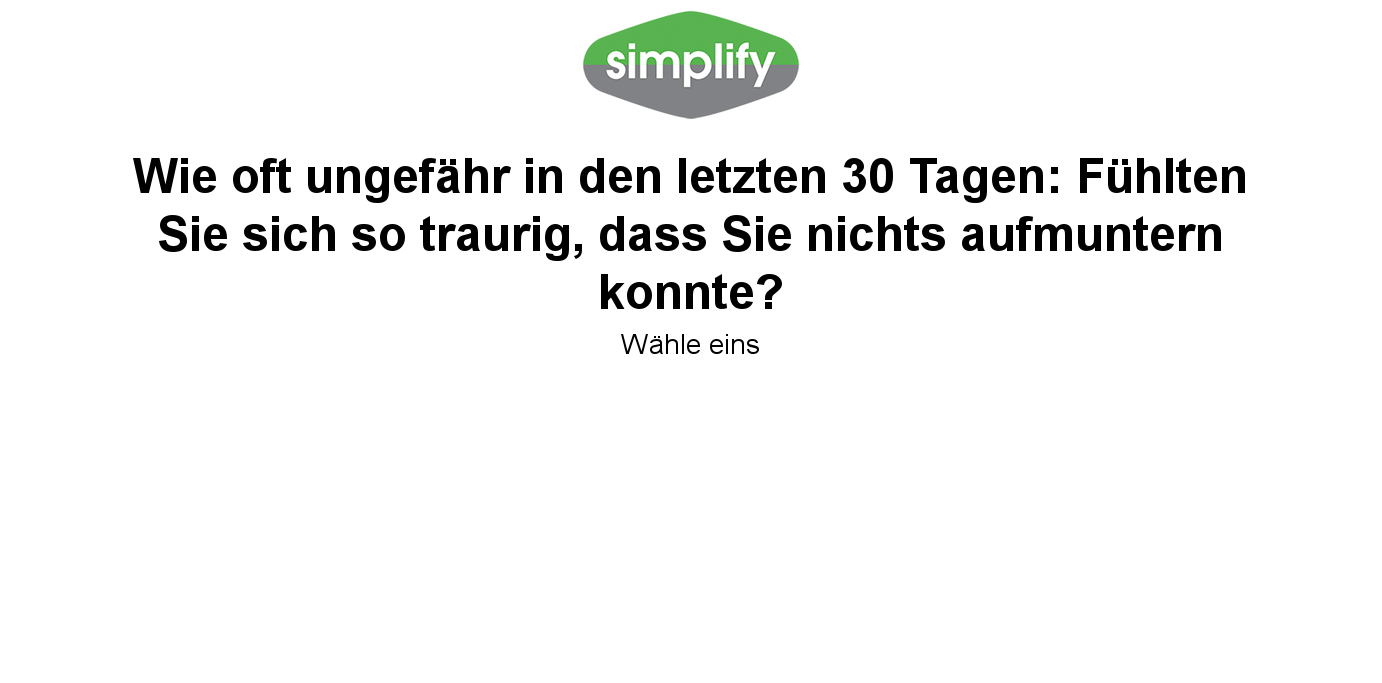 simplify
Wie oft ungefähr in den letzten 30 Tagen: Fühlten
Sie sich so traurig, dass Sie nichts aufmuntern
konnte?
Wähle eins